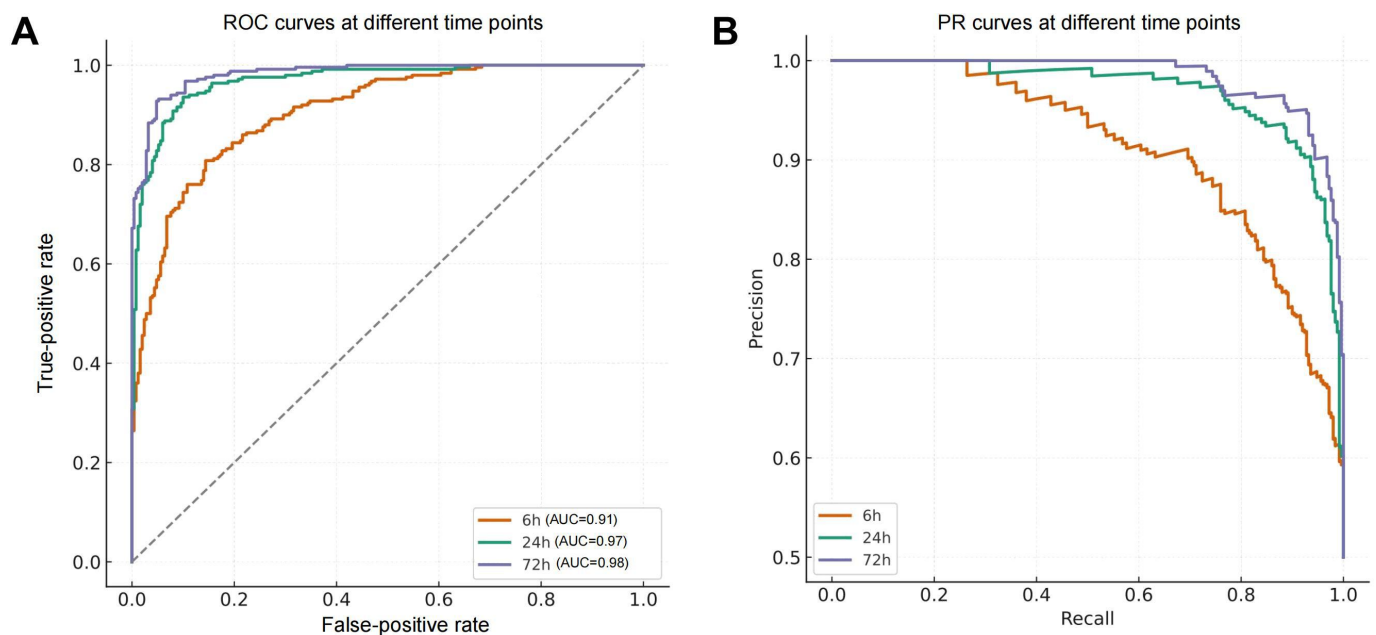 A
ROC curves at different time points
True-positive rate
1.0
0.8
0.6
0.4
0.2
0.0
0.0 0.2 0.4 0.6 0.8 1.0
False-positive rate
6h (AUC=0.91)
24h (AUC=0.97)
72h (AUC=0.98)
B
PR curves at different time points
Precision
1.0
0.9
0.8
0.7
0.6
0.5
0.0 0.2 0.4 0.6 0.8 1.0
Recall
6h
24h
72h